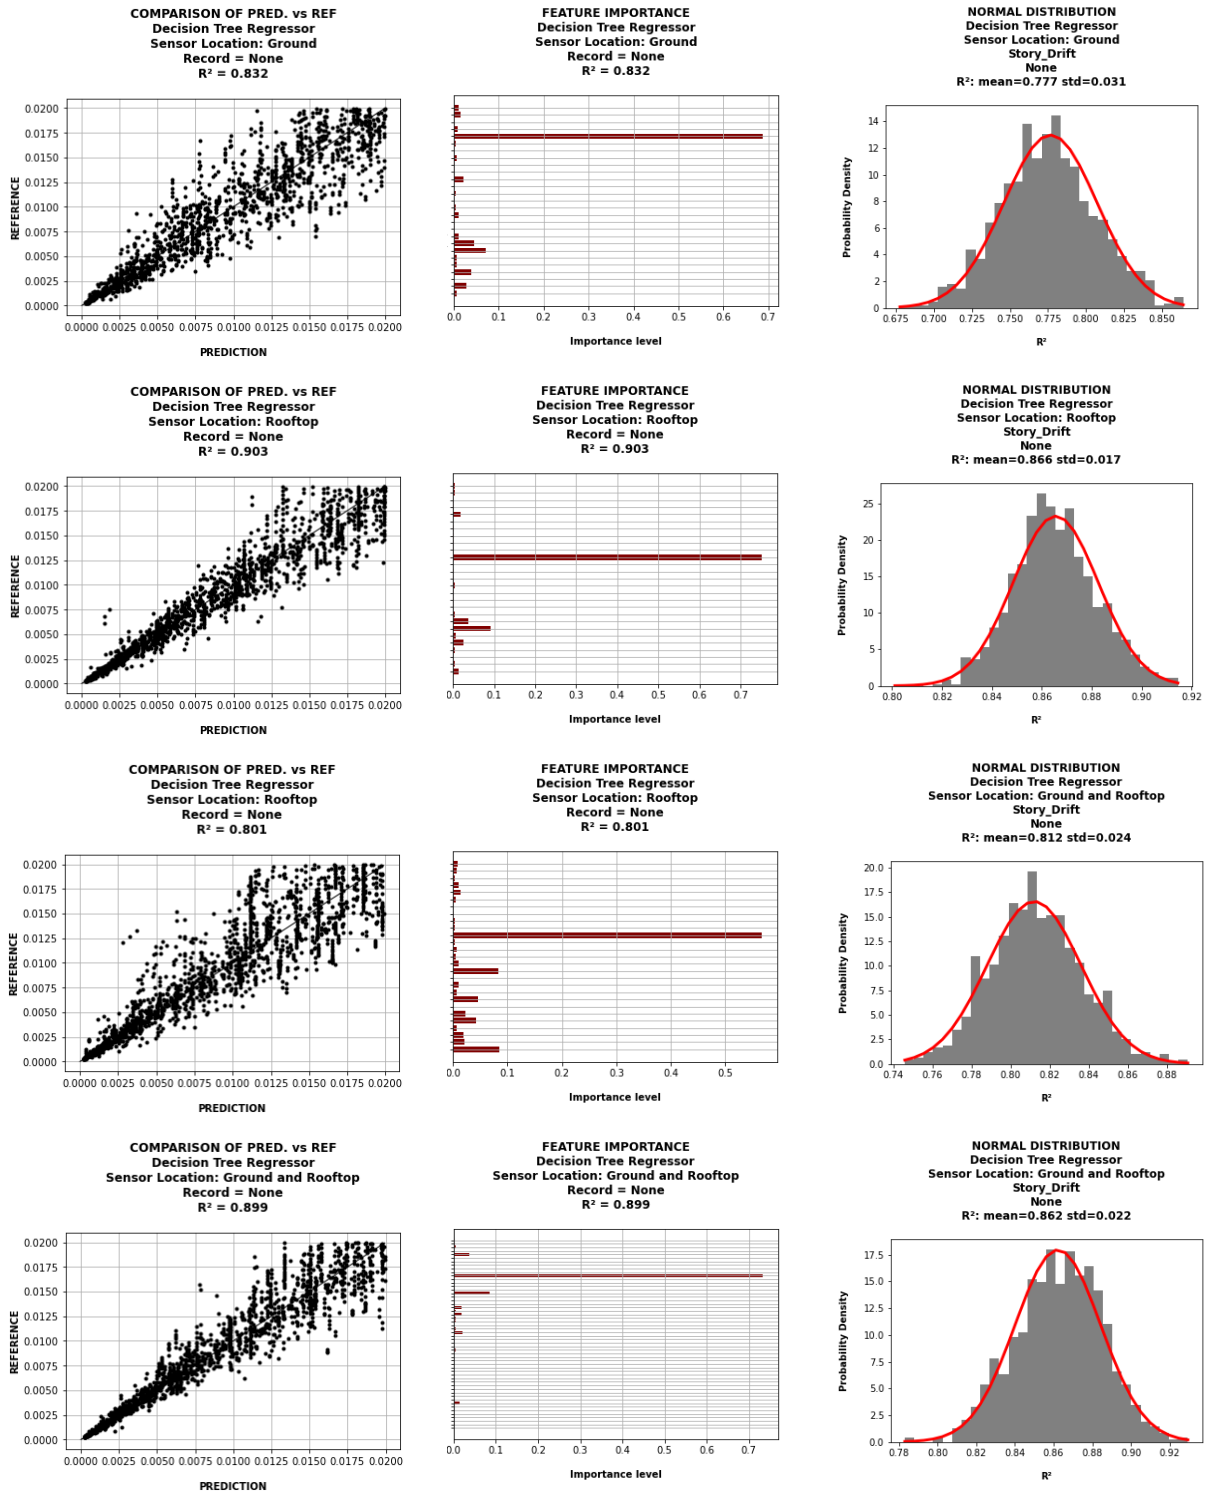 COMPARISON OF PRED. vs REF
Decision Tree Regressor
Sensor Location: Ground
Record = None
R² = 0.832
0.0200
0.0175
0.0150
0.0125
0.0100
0.0075
0.0050
0.0025
0.0000
REFERENCE
0.0000 0.0025 0.0050 0.0075 0.0100 0.0125 0.0150 0.0175 0.0200
PREDICTION
FEATURE IMPORTANCE
Decision Tree Regressor
Sensor Location: Ground
Record = None
R² = 0.832
0.0 0.1 0.2 0.3 0.4 0.5 0.6 0.7
Importance level
NORMAL DISTRIBUTION
Decision Tree Regressor
Sensor Location: Ground
Story_Drift
None
R²: mean=0.777 std=0.031
14
12
10
8
6
4
2
0
Probability Density
0.675 0.700 0.725 0.750 0.775 0.800 0.825 0.850
R²
COMPARISON OF PRED. vs REF
Decision Tree Regressor
Sensor Location: Rooftop
Record = None
R² = 0.903
0.0200
0.0175
0.0150
0.0125
0.0100
0.0075
0.0050
0.0025
0.0000
REFERENCE
0.0000 0.0025 0.0050 0.0075 0.0100 0.0125 0.0150 0.0175 0.0200
PREDICTION
FEATURE IMPORTANCE
Decision Tree Regressor
Sensor Location: Rooftop
Record = None
R² = 0.903
0.0 0.1 0.2 0.3 0.4 0.5 0.6 0.7
Importance level
NORMAL DISTRIBUTION
Decision Tree Regressor
Sensor Location: Rooftop
Story_Drift
None
R²: mean=0.866 std=0.017
25
20
15
10
5
0
Probability Density
0.80 0.82 0.84 0.86 0.88 0.90 0.92
R²
COMPARISON OF PRED. vs REF
Decision Tree Regressor
Sensor Location: Rooftop
Record = None
R² = 0.801
0.0200
0.0175
0.0150
0.0125
0.0100
0.0075
0.0050
0.0025
0.0000
REFERENCE
0.0000 0.0025 0.0050 0.0075 0.0100 0.0125 0.0150 0.0175 0.0200
PREDICTION
FEATURE IMPORTANCE
Decision Tree Regressor
Sensor Location: Rooftop
Record = None
R² = 0.801
0.0 0.1 0.2 0.3 0.4 0.5
Importance level
NORMAL DISTRIBUTION
Decision Tree Regressor
Sensor Location: Ground and Rooftop
Story_Drift
None
R²: mean=0.812 std=0.024
20.0
17.5
15.0
12.5
10.0
7.5
5.0
2.5
0.0
Probability Density
0.74 0.76 0.78 0.80 0.82 0.84 0.86 0.88
R²
COMPARISON OF PRED. vs REF
Decision Tree Regressor
Sensor Location: Ground and Rooftop
Record = None
R² = 0.899
0.0200
0.0175
0.0150
0.0125
0.0100
0.0075
0.0050
0.0025
0.0000
REFERENCE
0.0000 0.0025 0.0050 0.0075 0.0100 0.0125 0.0150 0.0175 0.0200
PREDICTION
FEATURE IMPORTANCE
Decision Tree Regressor
Sensor Location: Ground and Rooftop
Record = None
R² = 0.899
0.0 0.1 0.2 0.3 0.4 0.5 0.6 0.7
Importance level
NORMAL DISTRIBUTION
Decision Tree Regressor
Sensor Location: Ground and Rooftop
Story_Drift
None
R²: mean=0.862 std=0.022
17.5
15.0
12.5
10.0
7.5
5.0
2.5
0.0
Probability Density
0.78 0.80 0.82 0.84 0.86 0.88 0.90 0.92
R²